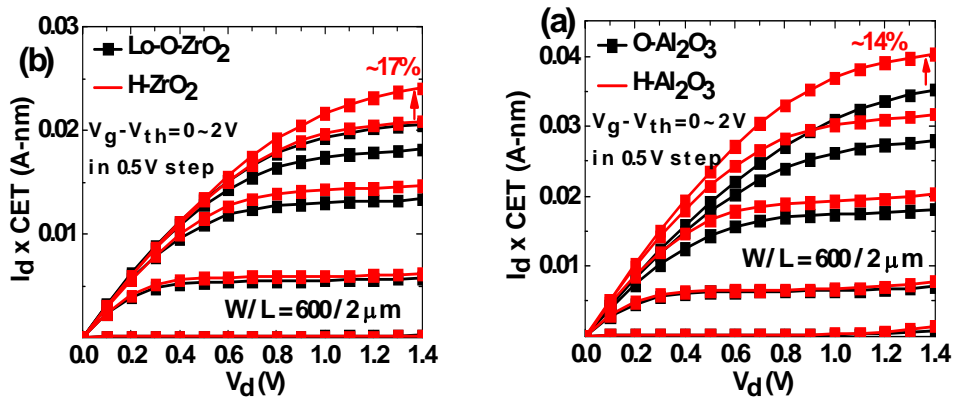 (b)
Lo-O-ZrO2
H-ZrO2
Vg-Vth=0~2V
in 0.5V step
~17%
W/L=600/2 μm
0.03
0.02
0.01
Id x CET (A-nm)
0.0 0.2 0.4 0.6 0.8 1.0 1.2 1.4
Vd (V)
(a)
O-Al2O3
H-Al2O3
Vg-Vth=0~2V
in 0.5V step
~14%
W/L=600/2 μm
0.04
0.03
0.02
0.01
Id x CET (A-nm)
0.0 0.2 0.4 0.6 0.8 1.0 1.2 1.4
Vd (V)